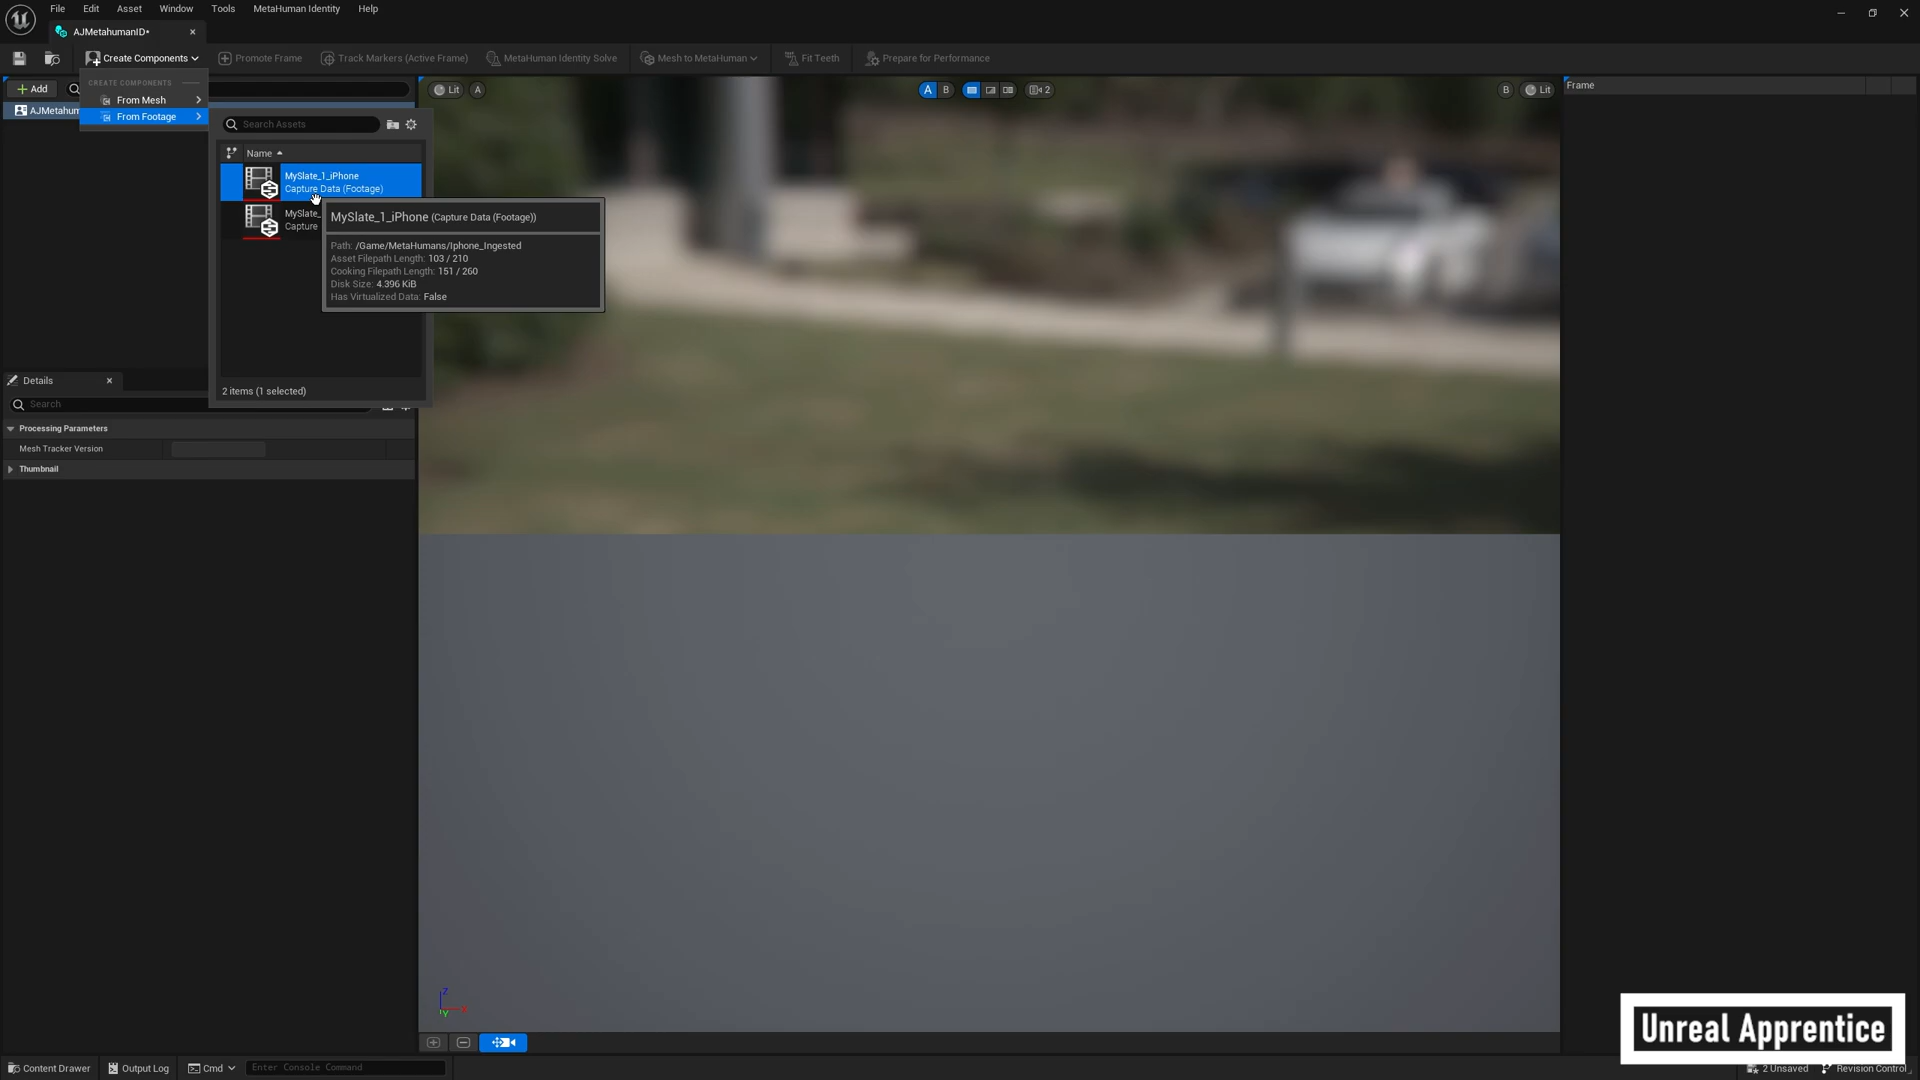 File Edit Asset Window Tools MetaHuman Identity Help
AJMetahumanID*
Create Components Promote Frame Track Markers (Active Frame) MetaHuman Identity Solve Mesh to MetaHuman Fit Teeth Prepare for Performance
CREATE COMPONENTS
+ Add
From Mesh
AJMetahum
From Footage
Lit A
A B
2
B Lit
Frame
Search Assets
Name
MySlate_1_iPhone
Capture Data (Footage)
MySlate_
Capture
MySlate_1_iPhone (Capture Data (Footage))
Path: /Game/MetaHumans/Iphone_Ingested
Asset Filepath Length: 103 / 210
Cooking Filepath Length: 151 / 260
Disk Size: 4.396 KiB
Has Virtualized Data: False
2 items (1 selected)
Details
Search
Processing Parameters
Mesh Tracker Version
Thumbnail
Z
X
Y
Unreal Apprentice
Content Drawer Output Log Cmd Enter Console Command
2 Unsaved Revision Control